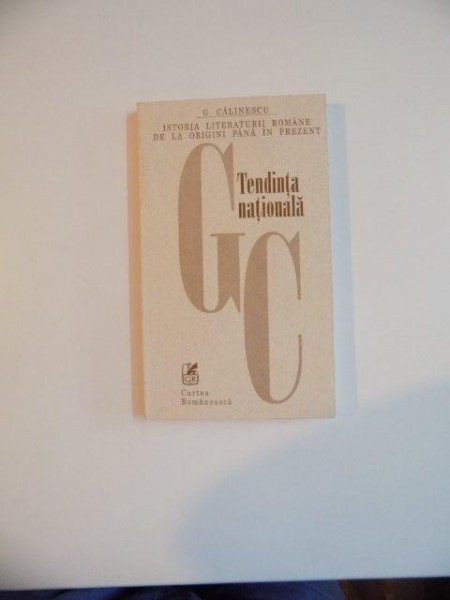 G. CĂLINESCU
ISTORIA LITERATURII ROMÂNE
DE LA ORIGINI PÂNĂ ÎN PREZENT
GC
Tendința
națională
CR
Cartea
Românească